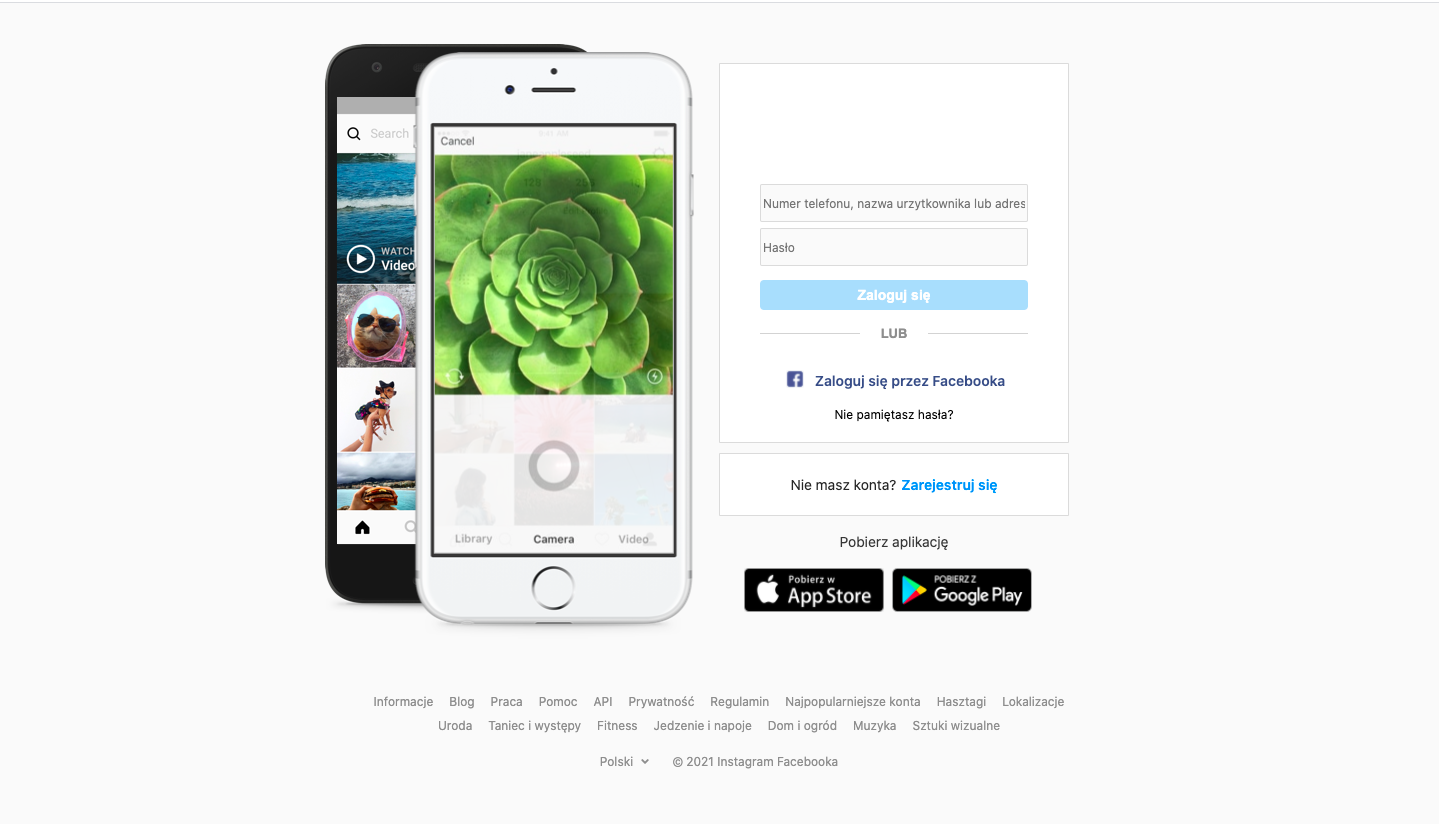 Search
WATCH
Video
Cancel
Library
Camera
Video
Numer telefonu, nazwa urzytkownika lub adres
Hasło
Zaloguj się
LUB
Zaloguj się przez Facebooka
Nie pamiętasz hasła?
Nie masz konta? Zarejestruj się
Pobierz aplikację
Pobierz w
App Store
POBIERZ Z
Google Play
Informacje Blog Praca Pomoc API Prywatność Regulamin Najpopularniejsze konta Hasztagi Lokalizacje
Uroda Taniec i występy Fitness Jedzenie i napoje Dom i ogród Muzyka Sztuki wizualne
Polski © 2021 Instagram Facebooka